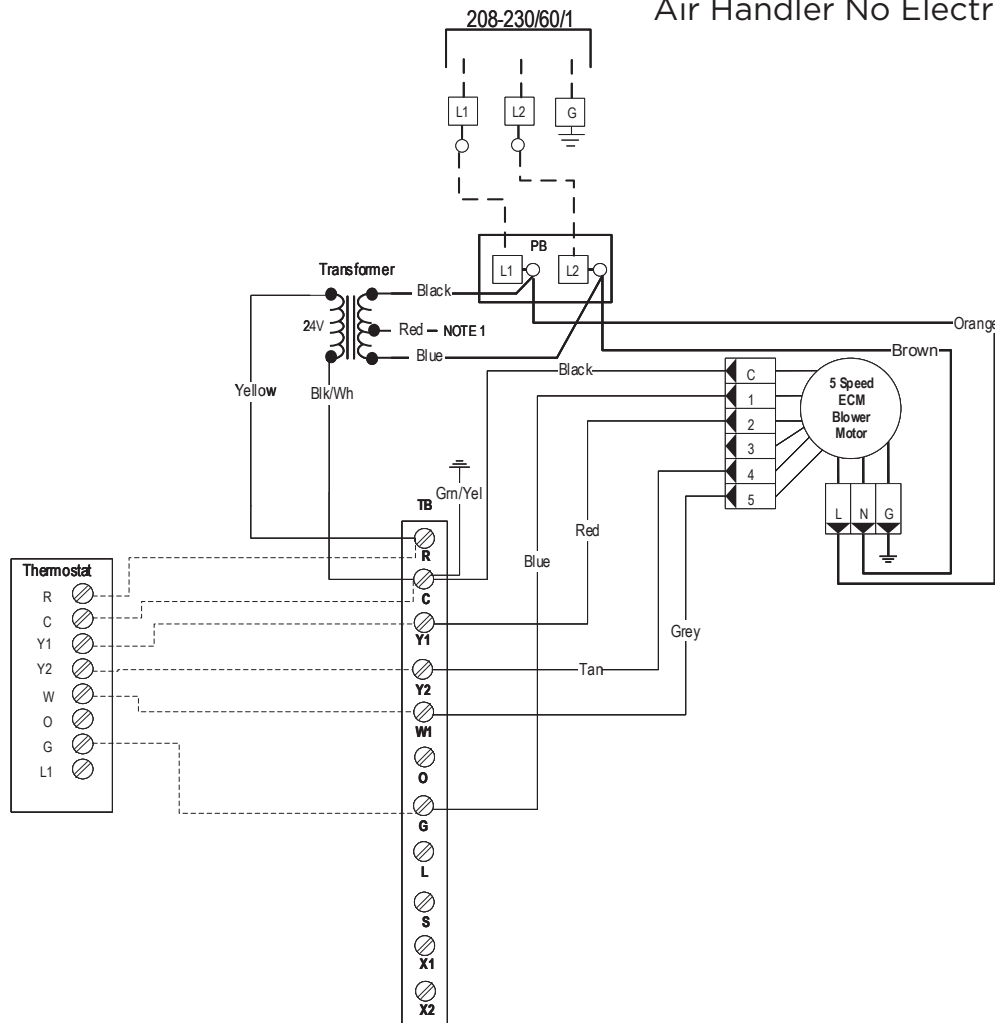 Air Handler No Electr
208-230/60/1
L1
L2
G
PB
L1
L2
Transformer
Black
24V
Red
NOTE 1
Blue
Orange
Brown
Yellow
Blk/Wh
Black
C
1
2
3
4
5
5 Speed
ECM
Blower
Motor
L
N
G
Grn/Yel
TB
Red
Blue
Grey
Tan
Thermostat
R
C
Y1
Y2
W
O
G
L1
R
C
Y1
Y2
W1
O
G
L
S
X1
X2